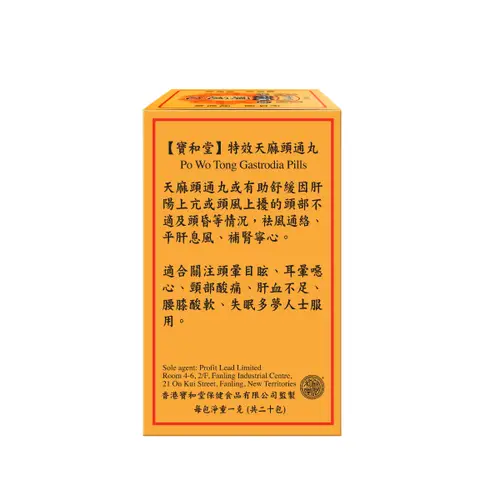 【寶和堂】特效天麻頭通丸
Po Wo Tong Gastrodia Pills
天麻頭通丸或有助舒緩因肝
陽上亢或頭風上擾的頭部不
適及頭昏等情況，祛風通絡、
平肝息風、補腎寧心。
適合關注頭暈目眩、耳暈噁
心、頸部酸痛、肝血不足、
腰膝酸軟、失眠多夢人士服
用。
Sole agent: Profit Lead Limited
Room 4-6, 2/F, Fanling Industrial Centre,
21 On Kui Street, Fanling, New Territories
香港寶和堂保健食品有限公司監製
每包淨重一克 (共二十包)